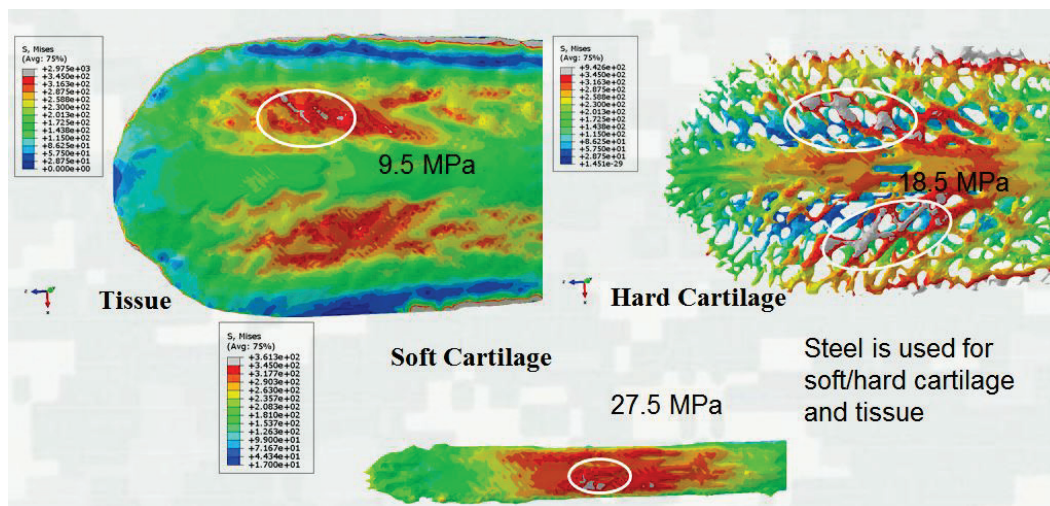 S, Mises
(Avg: 75%)
+2.975e+03
+3.450e+02
+3.163e+02
+2.875e+02
+2.588e+02
+2.300e+02
+2.013e+02
+1.725e+02
+1.438e+02
+1.150e+02
+8.625e+01
+5.750e+01
+2.875e+01
+0.000e+00
9.5 MPa
Tissue
S, Mises
(Avg: 75%)
+9.426e+02
+3.450e+02
+3.163e+02
+2.875e+02
+2.588e+02
+2.300e+02
+2.013e+02
+1.725e+02
+1.438e+02
+1.150e+02
+8.625e+01
+5.750e+01
+2.875e+01
+1.451e-29
18.5 MPa
Hard Cartilage
S, Mises
(Avg: 75%)
+3.613e+02
+3.450e+02
+3.177e+02
+2.903e+02
+2.630e+02
+2.357e+02
+2.083e+02
+1.810e+02
+1.537e+02
+1.263e+02
+9.900e+01
+7.167e+01
+4.434e+01
+1.700e+01
Soft Cartilage
27.5 MPa
Steel is used for
soft/hard cartilage
and tissue